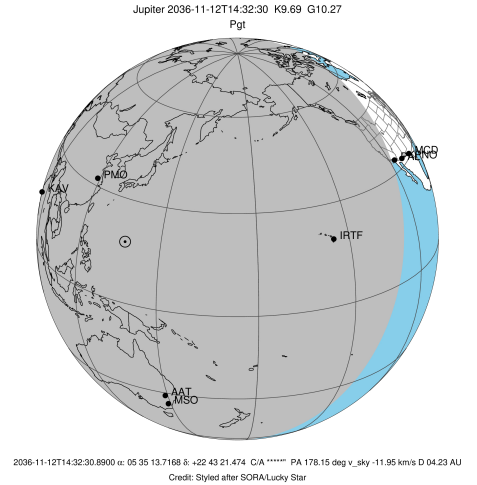 Jupiter 2036-11-12T14:32:30  K9.69  G10.27
Pgt
MCD
KAV
PMO
IRTF
AAT
MSO
2036-11-12T14:32:30.8900 α: 05 35 13.7168 δ: +22 43 21.474  C/A *****"  PA 178.15 deg v_sky -11.95 km/s D 04.23 AU
Credit: Styled after SORA/Lucky Star